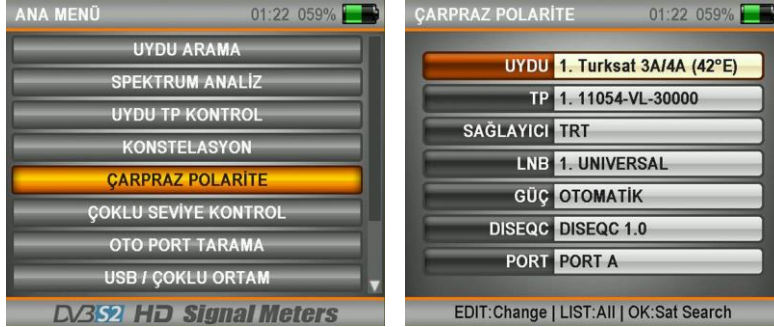 ANA MENÜ 01:22 059%
UYDU ARAMA
SPEKTRUM ANALİZ
UYDU TP KONTROL
KONSTELASYON
ÇARPRAZ POLARİTE
ÇOKLU SEVİYE KONTROL
OTO PORT TARAMA
USB / ÇOKLU ORTAM
DVBS2 HD Signal Meters
ÇARPRAZ POLARİTE 01:22 059%
UYDU 1. Turksat 3A/4A (42ºE)
TP 1. 11054-VL-30000
SAĞLAYICI TRT
LNB 1. UNIVERSAL
GÜÇ OTOMATİK
DISEQC DISEQC 1.0
PORT PORT A
EDIT:Change | LIST:All | OK:Sat Search